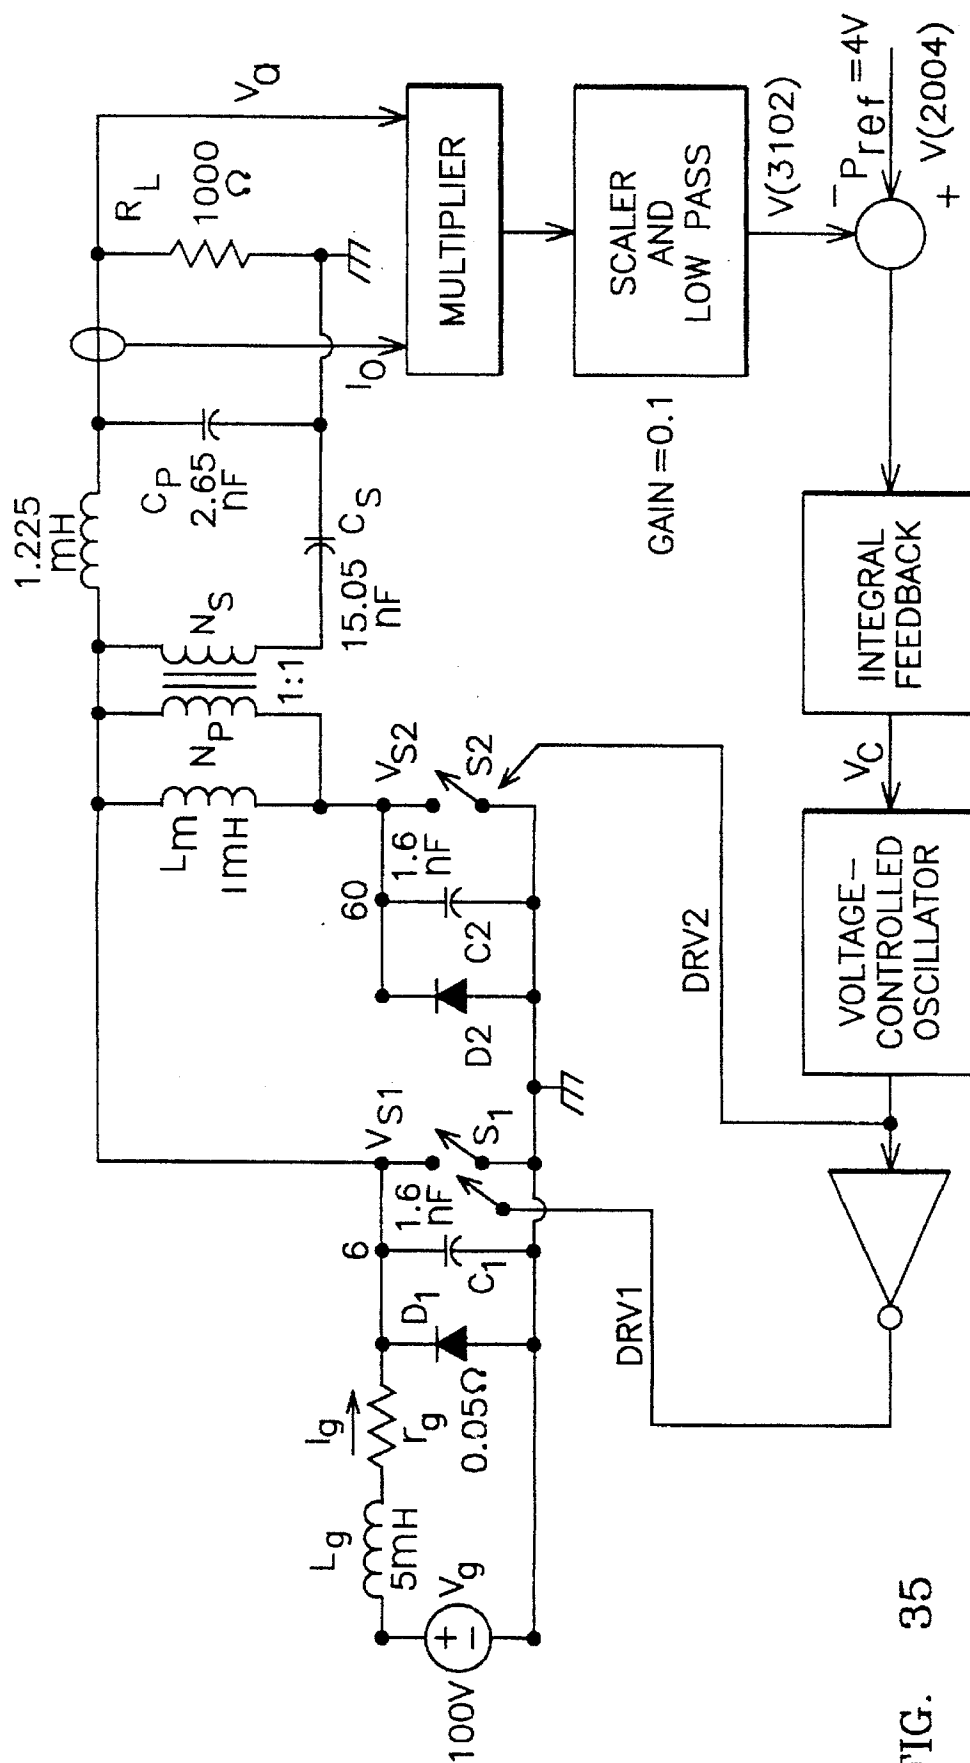 100V
V_g
L_g
5mH
I_g
r_g
0.05Ω
D_1
6
C_1
1.6
nF
V_S1
S_1
60
D2
C2
1.6
nF
V_S2
S2
L_m
1mH
N_P
N_S
1:1
1.225
mH
C_P
2.65
nF
15.05
nF
C_S
I_o
R_L
1000
Ω
V_a
MULTIPLIER
SCALER
AND
LOW PASS
GAIN=0.1
V(3102)
−
P_ref=4V
+
V(2004)
INTEGRAL
FEEDBACK
V_C
VOLTAGE-
CONTROLLED
OSCILLATOR
DRV2
DRV1
FIG. 35